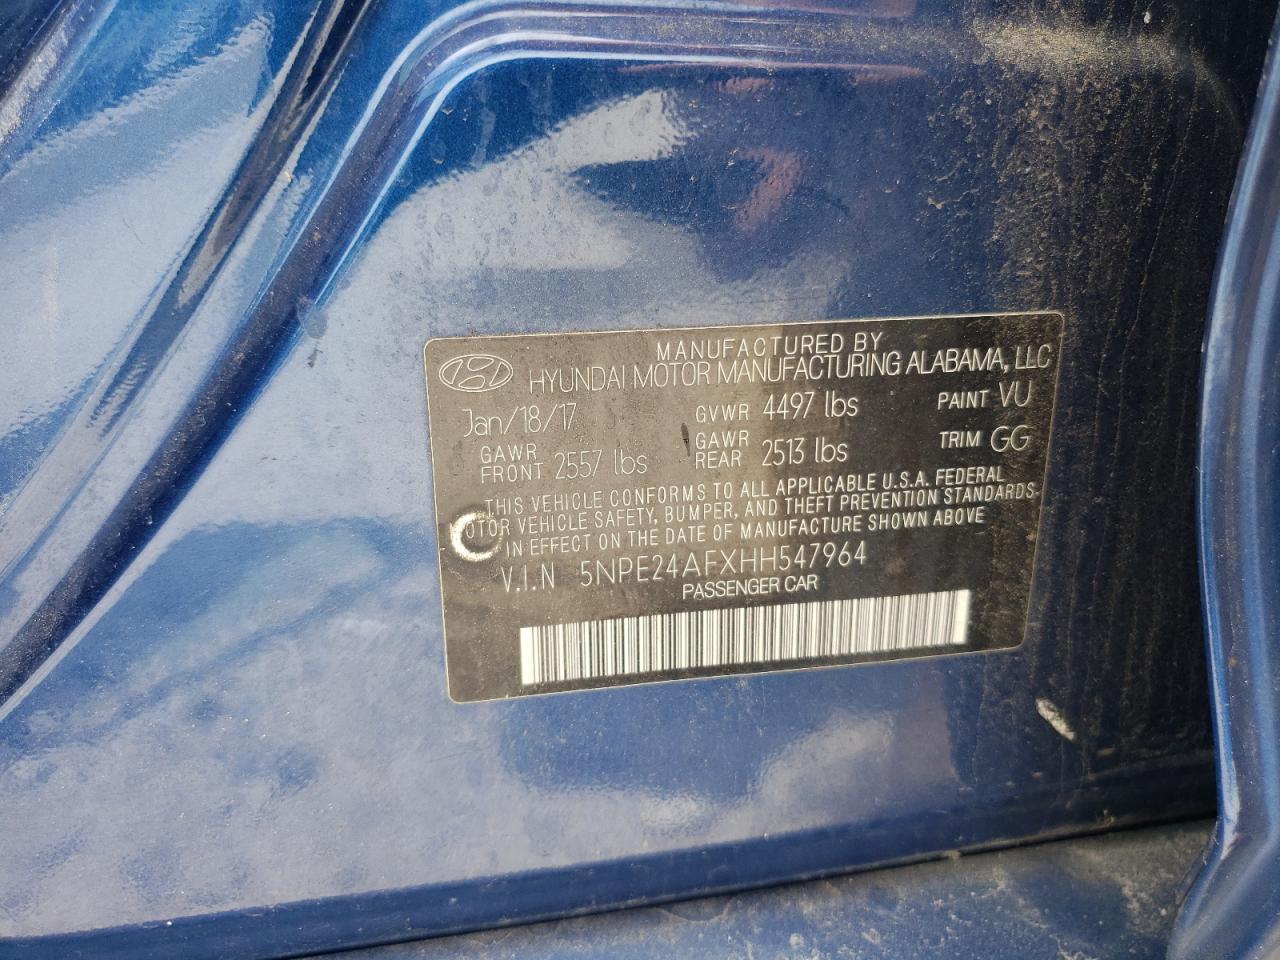 MANUFACTURED BY
HYUNDAI MOTOR MANUFACTURING ALABAMA, LLC
Jan/18/17 GVWR 4497 lbs PAINT VU
GAWR FRONT 2557 lbs GAWR REAR 2513 lbs TRIM GG
THIS VEHICLE CONFORMS TO ALL APPLICABLE U.S.A. FEDERAL
MOTOR VEHICLE SAFETY, BUMPER, AND THEFT PREVENTION STANDARDS
IN EFFECT ON THE DATE OF MANUFACTURE SHOWN ABOVE
V.I.N 5NPE24AFXHH547964
PASSENGER CAR